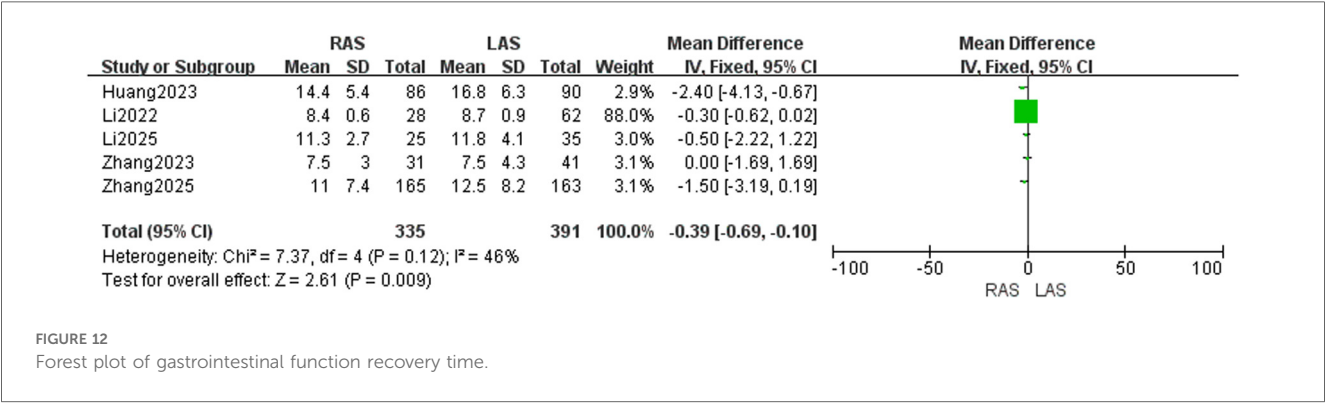 RAS LAS Mean Difference Mean Difference
Study or Subgroup Mean SD Total Mean SD Total Weight IV, Fixed, 95% CI IV, Fixed, 95% CI
Huang2023 14.4 5.4 86 16.8 6.3 90 2.9% -2.40 [-4.13, -0.67]
Li2022 8.4 0.6 28 8.7 0.9 62 88.0% -0.30 [-0.62, 0.02]
Li2025 11.3 2.7 25 11.8 4.1 35 3.0% -0.50 [-2.22, 1.22]
Zhang2023 7.5 3 31 7.5 4.3 41 3.1% 0.00 [-1.69, 1.69]
Zhang2025 11 7.4 165 12.5 8.2 163 3.1% -1.50 [-3.19, 0.19]
Total (95% CI) 335 391 100.0% -0.39 [-0.69, -0.10]
Heterogeneity: Chi² = 7.37, df = 4 (P = 0.12); I² = 46%
Test for overall effect: Z = 2.61 (P = 0.009)
-100 -50 0 50 100
RAS LAS
FIGURE 12
Forest plot of gastrointestinal function recovery time.